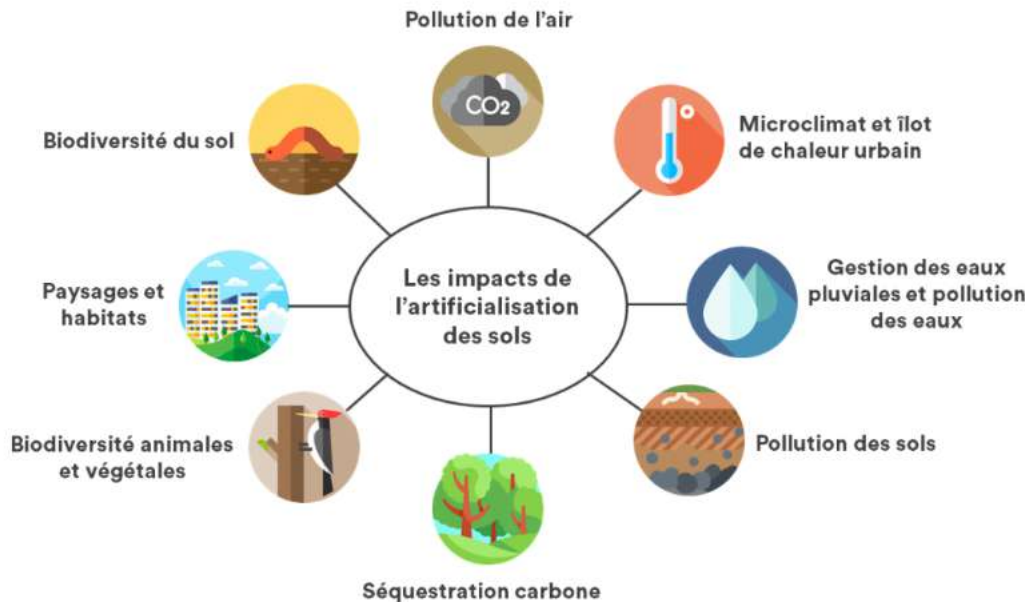 Pollution de l'air
CO2
Biodiversité du sol
Microclimat et îlot
de chaleur urbain
Les impacts de
l'artificialisation
des sols
Paysages et
habitats
Gestion des eaux
pluviales et pollution
des eaux
Biodiversité animales
et végétales
Pollution des sols
Séquestration carbone